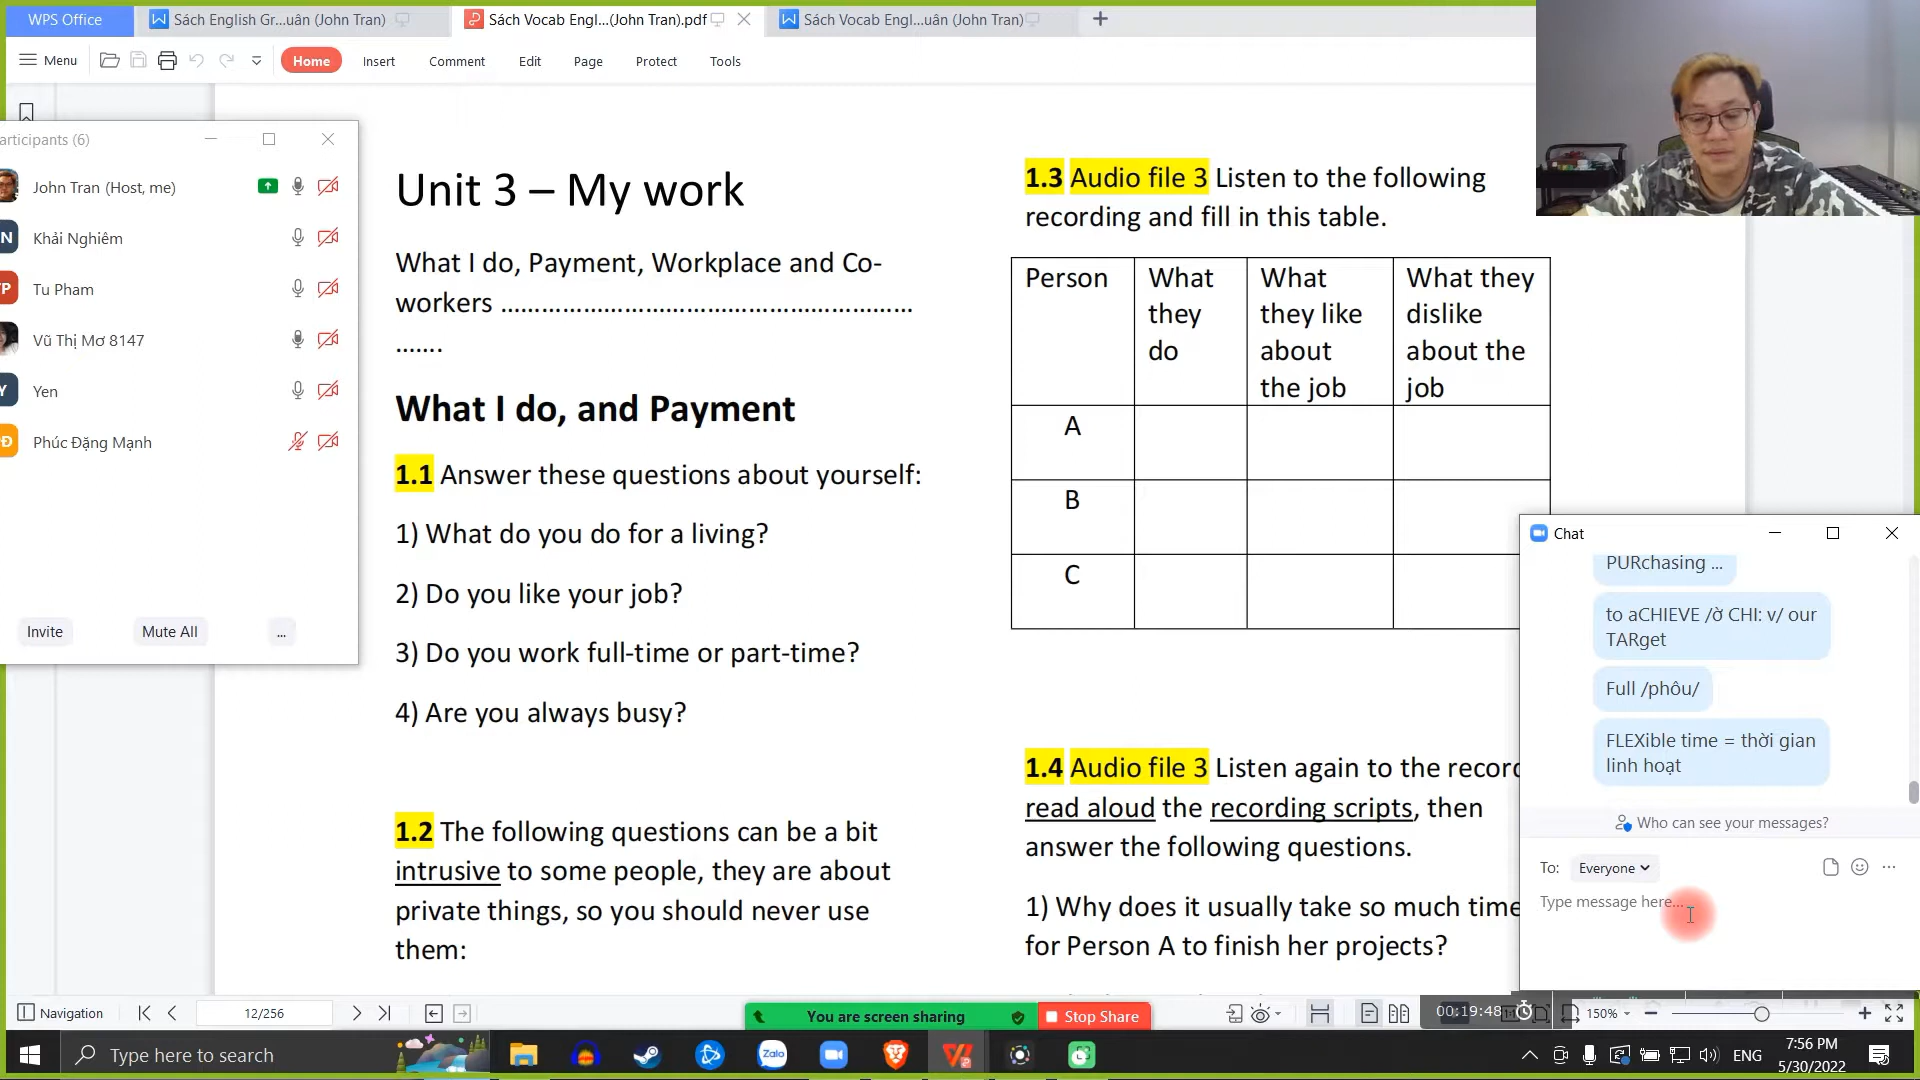 WPS Office
Sách English Gr...uân (John Tran)
Sách Vocab Engl...(John Tran).pdf
Sách Vocab Engl...uân (John Tran)
Menu
Home
Insert
Comment
Edit
Page
Protect
Tools
articipants (6)
John Tran (Host, me)
N
Khải Nghiêm
P
Tu Pham
Vũ Thị Mơ 8147
Y
Yen
Đ
Phúc Đặng Mạnh
Invite
Mute All
...
Unit 3 – My work
What I do, Payment, Workplace and Co-
workers .......................................................
.......
What I do, and Payment
1.1 Answer these questions about yourself:
1) What do you do for a living?
2) Do you like your job?
3) Do you work full-time or part-time?
4) Are you always busy?
1.2 The following questions can be a bit
intrusive to some people, they are about
private things, so you should never use
them:
1.3 Audio file 3 Listen to the following
recording and fill in this table.
Person
What
they
do
What
they like
about
the job
What they
dislike
about the
job
A
B
C
1.4 Audio file 3 Listen again to the record
read aloud the recording scripts, then
answer the following questions.
1) Why does it usually take so much time
for Person A to finish her projects?
Chat
PURchasing ...
to aCHIEVE /ờ CHI: v/ our
TARget
Full /phôu/
FLEXible time = thời gian
linh hoạt
Who can see your messages?
To: Everyone
Type message here...
Navigation
12/256
You are screen sharing
Stop Share
00:19:48
150%
Type here to search
Zalo
ENG
7:56 PM
5/30/2022